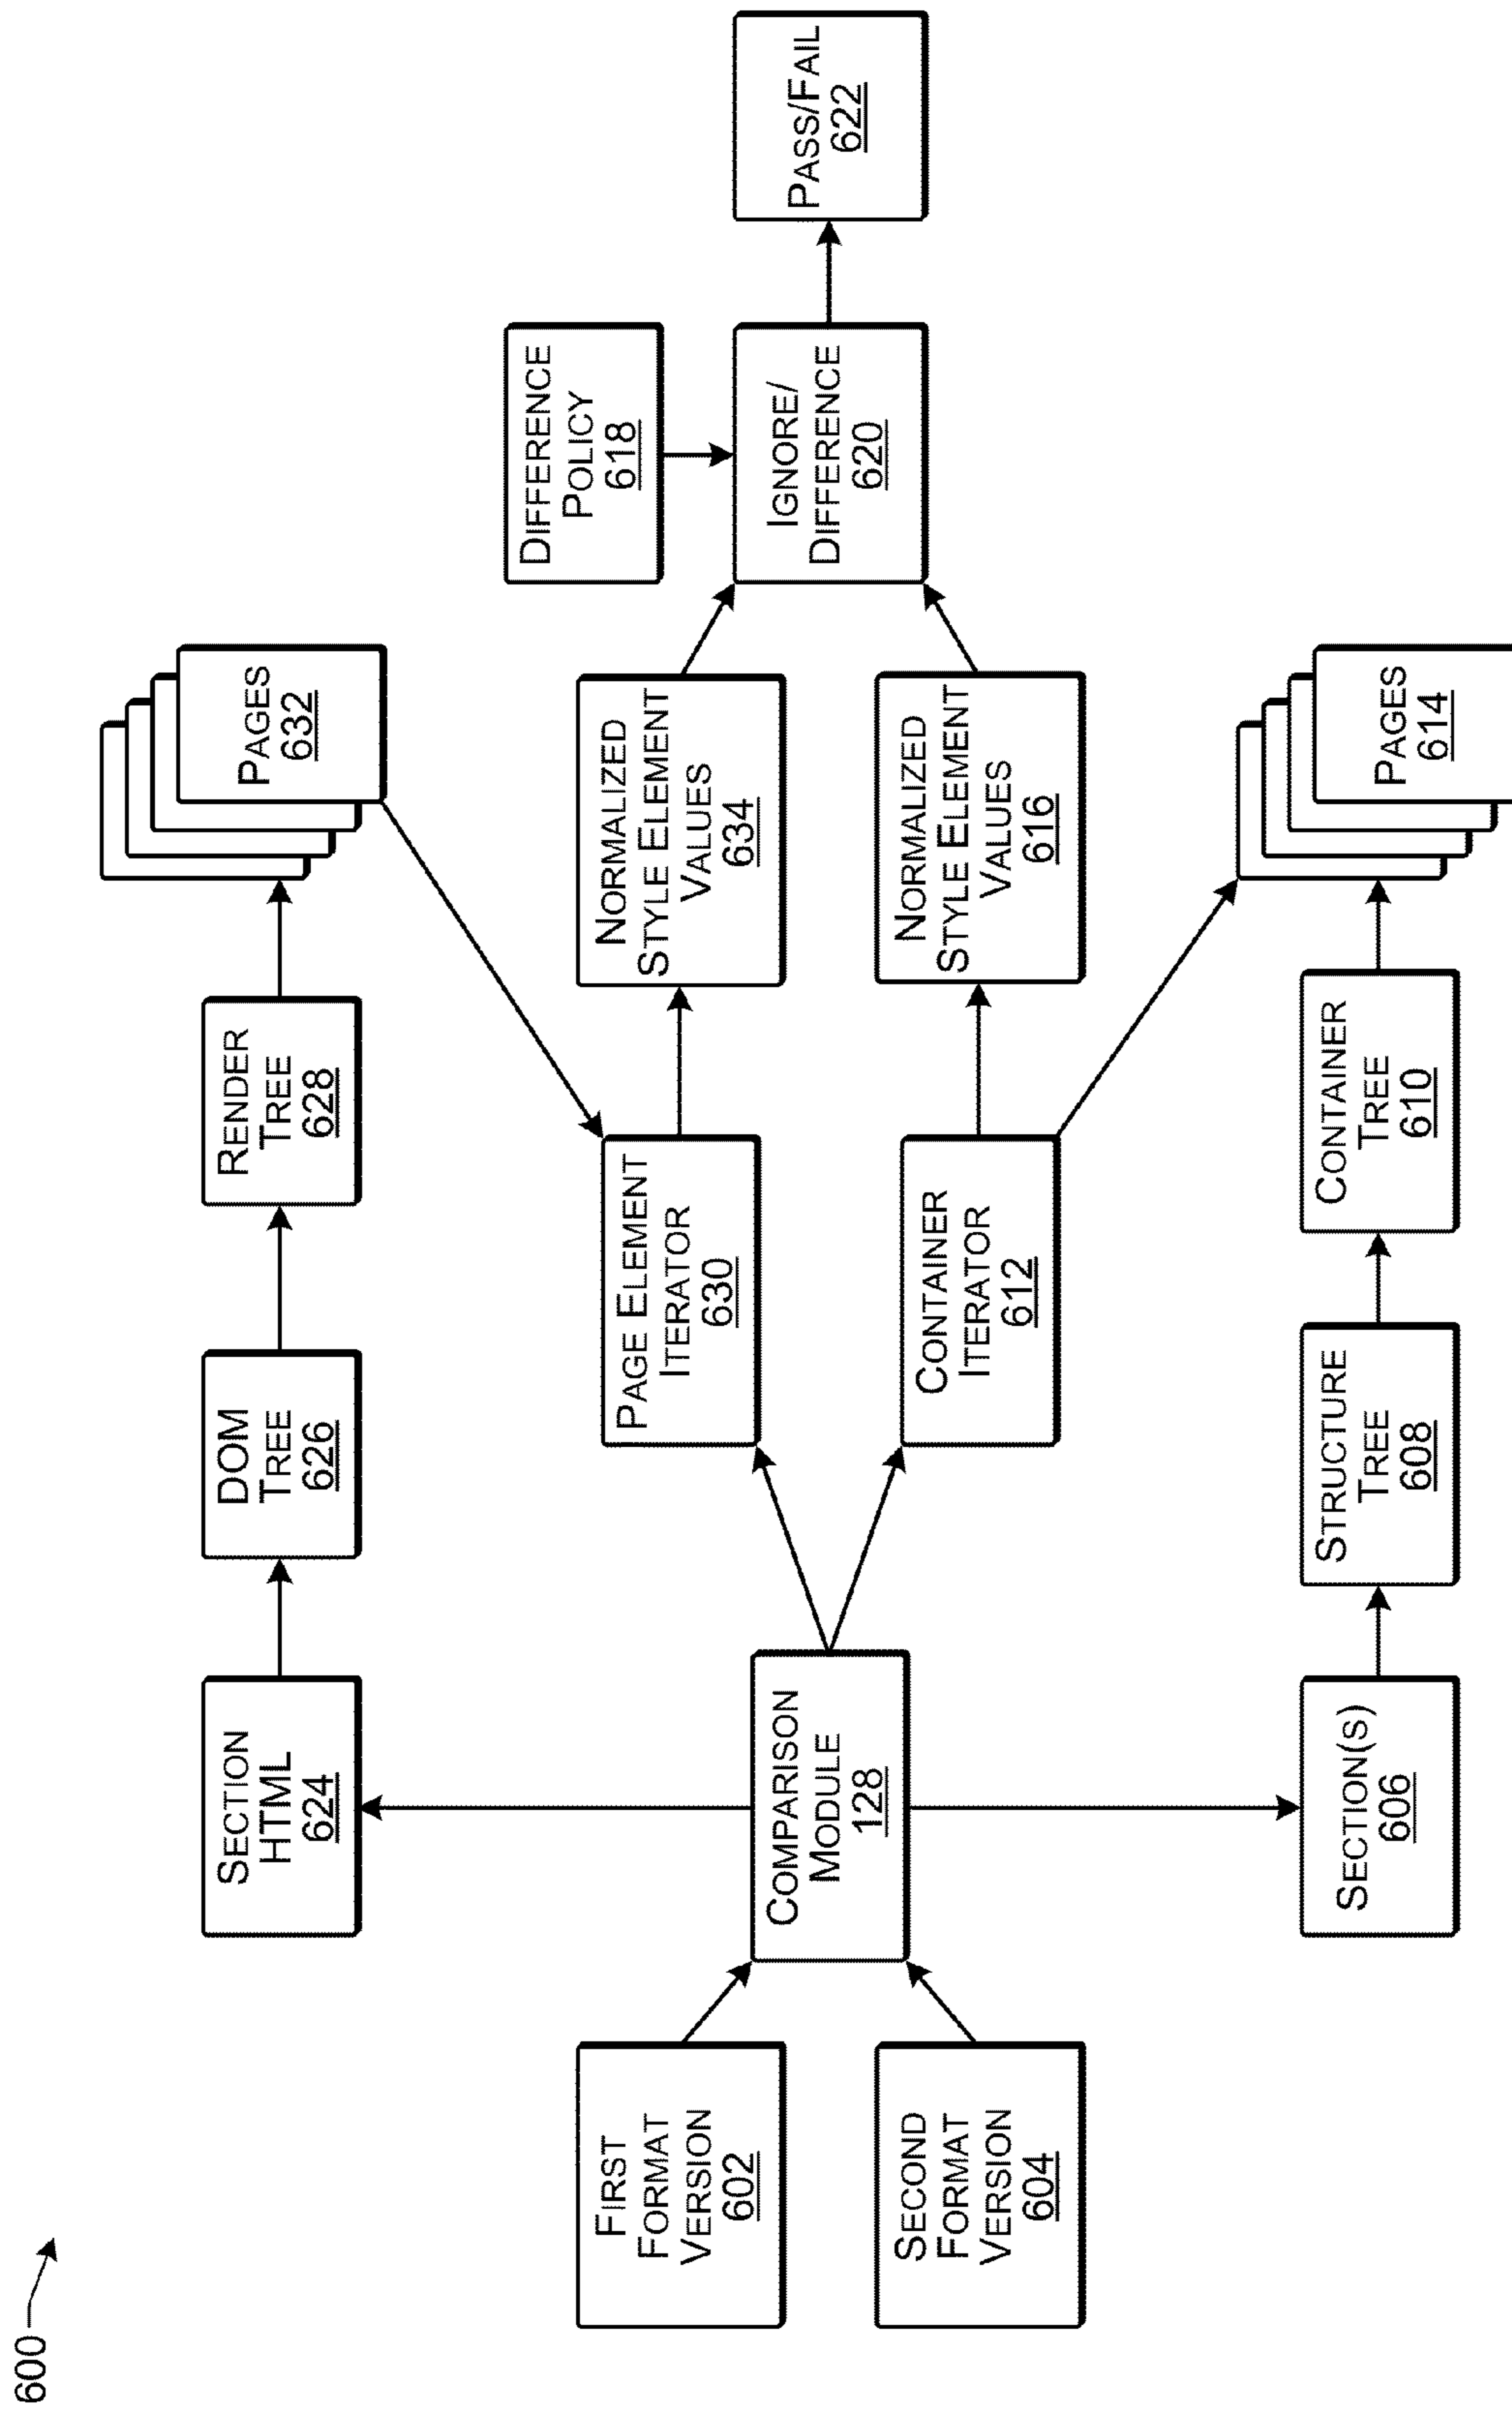 600
FIRST
FORMAT
VERSION
602
SECOND
FORMAT
VERSION
604
COMPARISON
MODULE
128
SECTION
HTML
624
DOM
TREE
626
RENDER
TREE
628
PAGES
632
PAGE ELEMENT
ITERATOR
630
NORMALIZED
STYLE ELEMENT
VALUES
634
CONTAINER
ITERATOR
612
NORMALIZED
STYLE ELEMENT
VALUES
616
DIFFERENCE
POLICY
618
IGNORE/
DIFFERENCE
620
PASS/FAIL
622
SECTION(S)
606
STRUCTURE
TREE
608
CONTAINER
TREE
610
PAGES
614